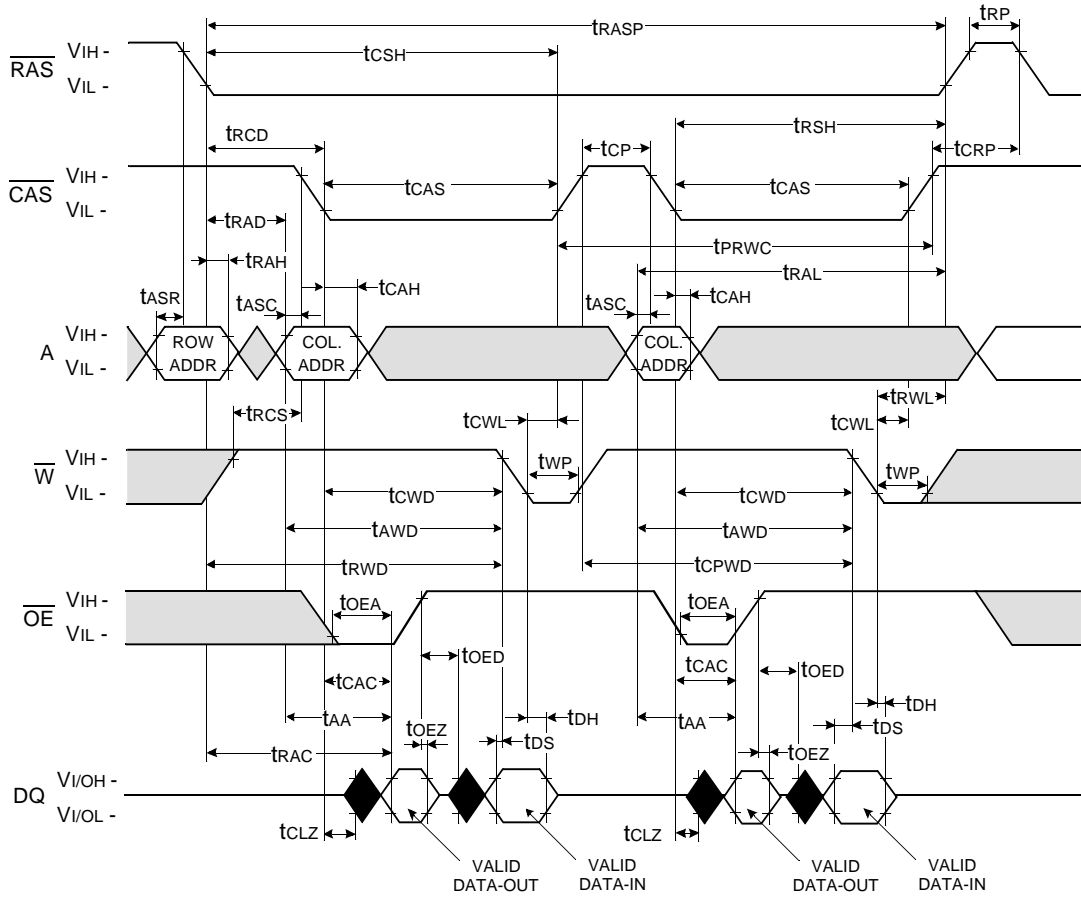 tRP
tRASP
tCSH
RAS
VIH -
VIL -
tRSH
tRCD
tCP
tCRP
CAS
VIH -
VIL -
tCAS
tCAS
tRAD
tPRWC
tRAH
tRAL
tASR
tASC
tCAH
tASC
tCAH
A
VIH -
VIL -
ROW
ADDR
COL.
ADDR
COL.
ADDR
tRCS
tCWL
tRWL
tCWL
W
VIH -
VIL -
tWP
tWP
tCWD
tCWD
tAWD
tAWD
tRWD
tCPWD
OE
VIH -
VIL -
tOEA
tOEA
tOED
tOED
tCAC
tCAC
tAA
tOEZ
tDH
tDS
tAA
tOEZ
tDH
tDS
tRAC
DQ
VI/OH -
VI/OL -
tCLZ
tCLZ
VALID
DATA-OUT
VALID
DATA-IN
VALID
DATA-OUT
VALID
DATA-IN